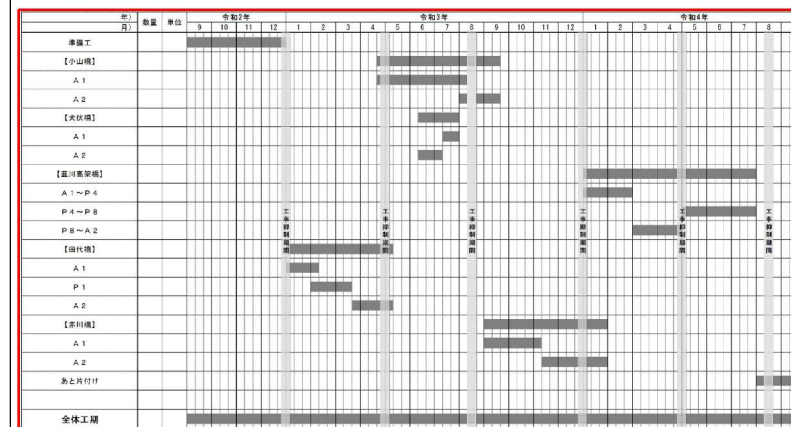 年） 数量 単位 令和2年 令和3年 令和4年
月） 9 10 11 12 1 2 3 4 5 6 7 8 9 10 11 12 1 2 3 4 5 6 7 8
準備工
【小山橋】
A1
A2
【犬伏橋】
A1
A2
【韮川高架橋】
A1～P4
P4～P8
P8～A2
工事抑制期間
工事抑制期間
工事抑制期間
工事抑制期間
工事抑制期間
工事抑制期間
【田代橋】
A1
P1
A2
【赤川橋】
A1
A2
あと片付け
全体工期